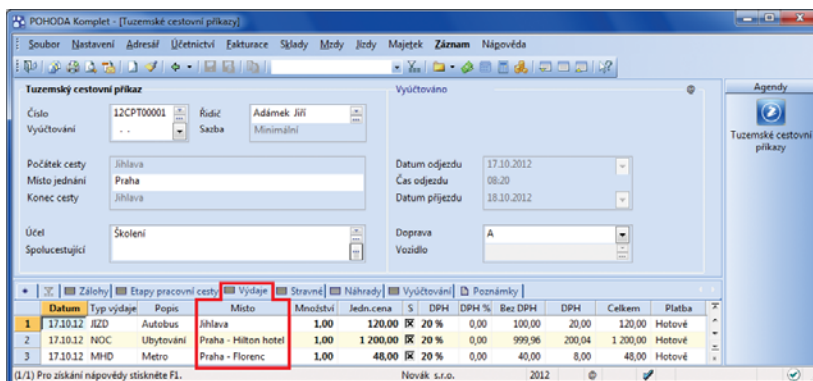 POHODA Komplet - [Tuzemské cestovní příkazy]
Soubor Nastavení Adresář Účetnictví Fakturace Sklady Mzdy Jízdy Majetek Záznam Nápověda
Tuzemský cestovní příkaz
Vyúčtováno
Agendy
Číslo 12CPT00001 Řidič Adámek Jiří
Vyúčtování . . Sazba Minimální
Tuzemské cestovní příkazy
Počátek cesty Jihlava Datum odjezdu 17.10.2012
Místo jednání Praha Čas odjezdu 08:20
Konec cesty Jihlava Datum příjezdu 18.10.2012
Účel Školení Doprava A
Spolucestující Vozidlo
Zálohy Etapy pracovní cesty Výdaje Stravné Náhrady Vyúčtování Poznámky
Datum Typ výdaje Popis Místo Množství Jedn.cena S DPH DPH % Bez DPH DPH Celkem Platba
1 17.10.12 JIZD Autobus Jihlava 1,00 120,00 20 % 0,00 100,00 20,00 120,00 Hotově
2 17.10.12 NOC Ubytování Praha - Hilton hotel 1,00 1 200,00 20 % 0,00 999,96 200,04 1 200,00 Hotově
3 17.10.12 MHD Metro Praha - Florenc 1,00 48,00 20 % 0,00 40,00 8,00 48,00 Hotově
(1/1) Pro získání nápovědy stiskněte F1. Novák s.r.o. 2012